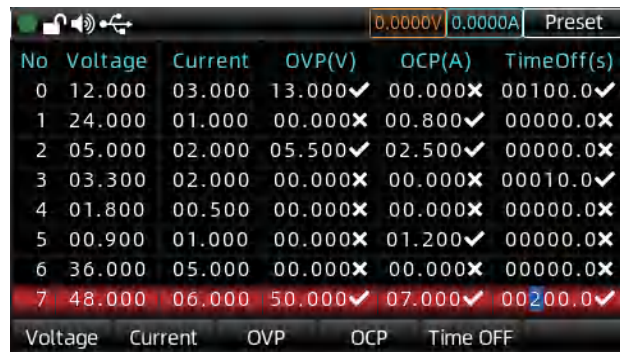 0.0000V 0.0000A Preset
No Voltage Current OVP(V) OCP(A) TimeOff(s)
0 12.000 03.000 13.000✔ 00.000✖ 00100.0✔
1 24.000 01.000 00.000✖ 00.800✔ 00000.0✖
2 05.000 02.000 05.500✔ 02.500✔ 00000.0✖
3 03.300 02.000 00.000✖ 00.000✖ 00010.0✔
4 01.800 00.500 00.000✖ 00.000✖ 00000.0✖
5 00.900 01.000 00.000✖ 01.200✔ 00000.0✖
6 36.000 05.000 00.000✖ 00.000✖ 00000.0✖
7 48.000 06.000 50.000✔ 07.000✔ 00200.0✔
Voltage Current OVP OCP Time OFF